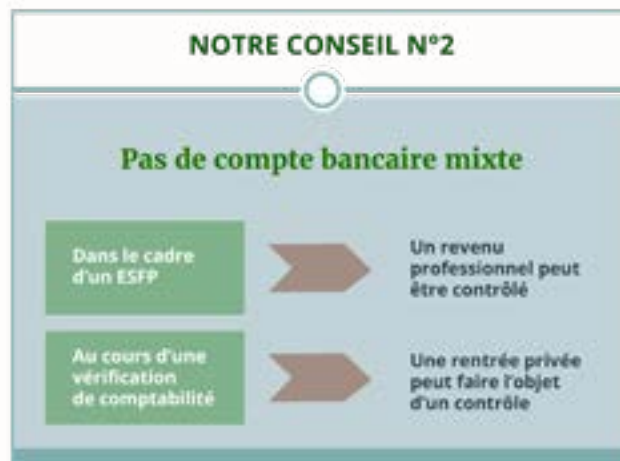 NOTRE CONSEIL N°2
Pas de compte bancaire mixte
Dans le cadre
d'un ESFP
Un revenu
professionnel peut
être contrôlé
Au cours d'une
vérification
de comptabilité
Une rentrée privée
peut faire l'objet
d'un contrôle